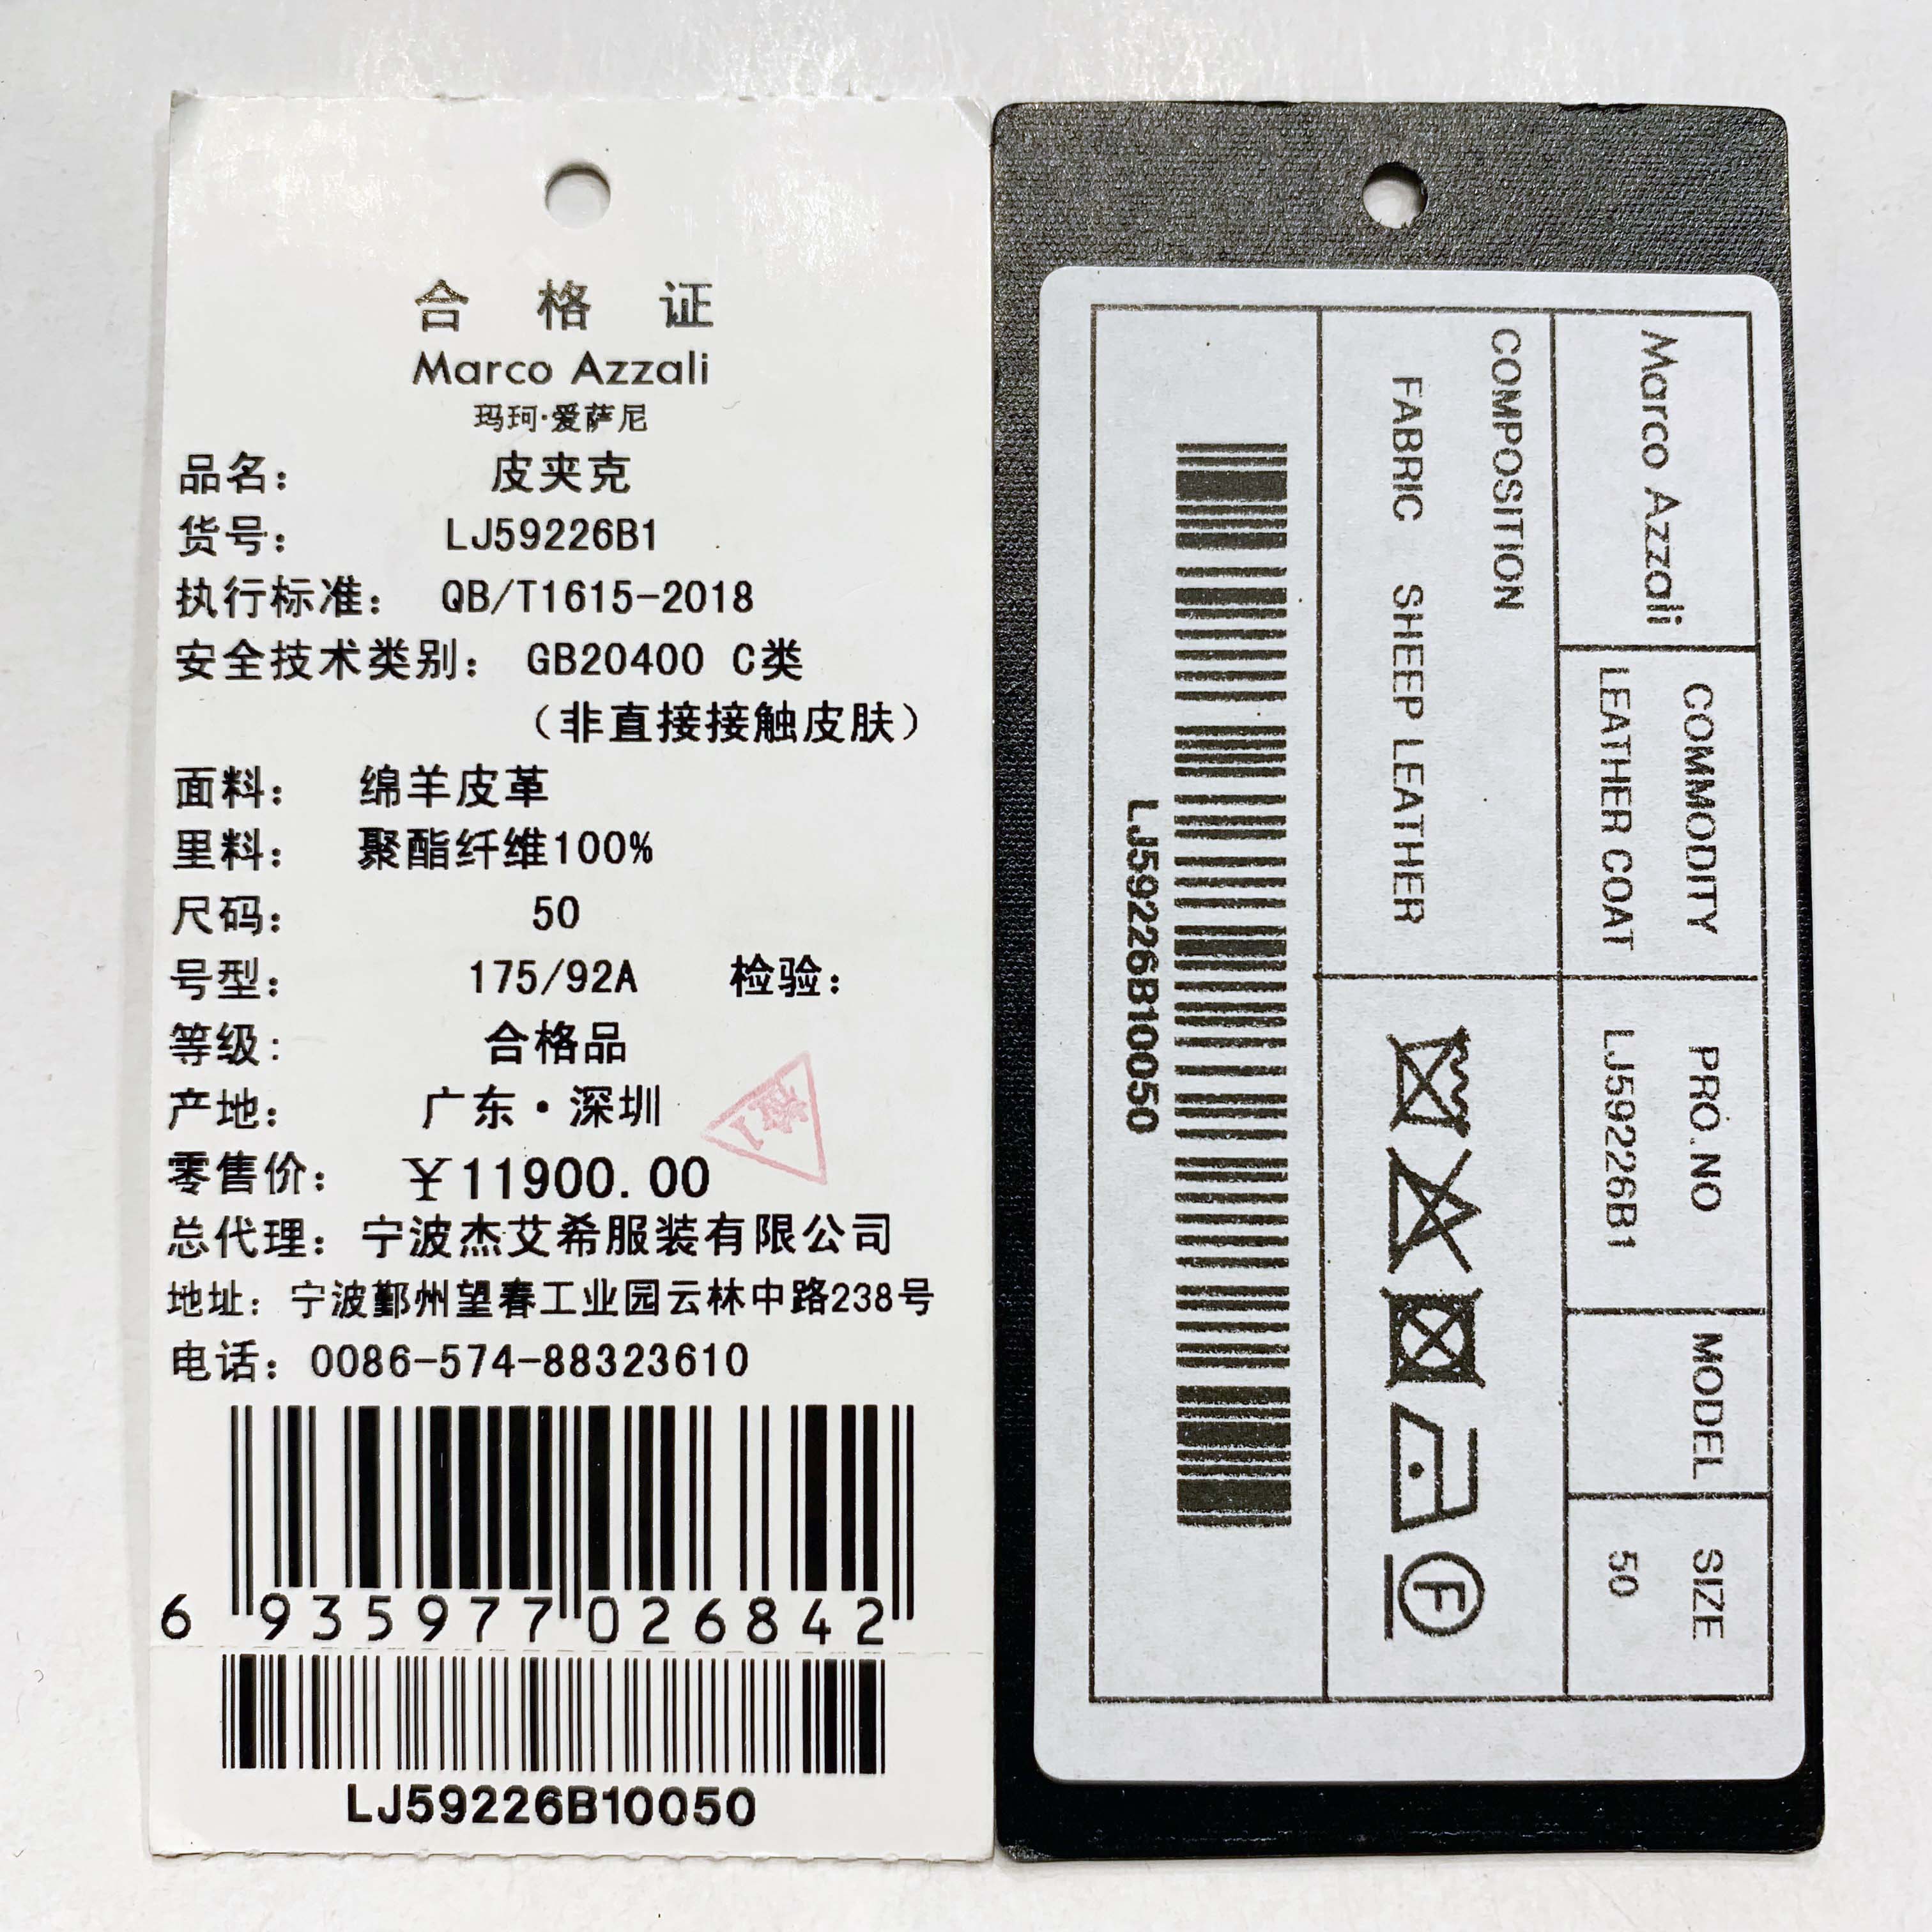 合格证
Marco Azzali
玛珂·爱萨尼
品名： 皮夹克
货号： LJ59226B1
执行标准： QB/T1615-2018
安全技术类别： GB20400 C类
（非直接接触皮肤）
面料： 绵羊皮革
里料： 聚酯纤维100%
尺码： 50
号型： 175/92A 检验：
等级： 合格品
产地： 广东·深圳
零售价： ￥11900.00
总代理： 宁波杰艾希服装有限公司
地址： 宁波鄞州望春工业园云林中路238号
电话： 0086-574-88323610
6 935977 026842
LJ59226B10050
Marco Azzali
COMMODITY
LEATHER COAT
PRO.NO
LJ59226B1
MODEL
SIZE
50
COMPOSITION
FABRIC SHEEP LEATHER
F
LJ59226B10050